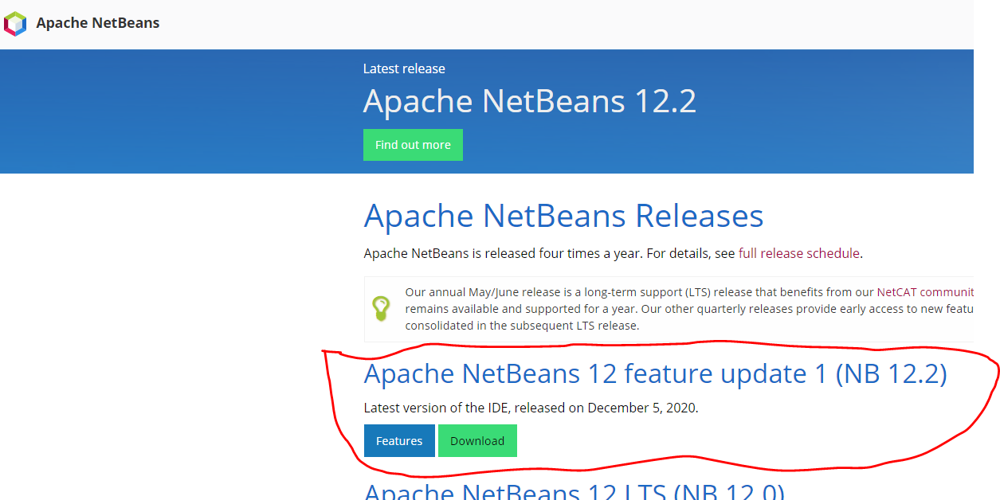 Apache NetBeans
Latest release
Apache NetBeans 12.2
Find out more
Apache NetBeans Releases
Apache NetBeans is released four times a year. For details, see full release schedule.
Our annual May/June release is a long-term support (LTS) release that benefits from our NetCAT communit
remains available and supported for a year. Our other quarterly releases provide early access to new featu
consolidated in the subsequent LTS release.
Apache NetBeans 12 feature update 1 (NB 12.2)
Latest version of the IDE, released on December 5, 2020.
Features Download
Apache NetBeans 12 LTS (NB 12.0)